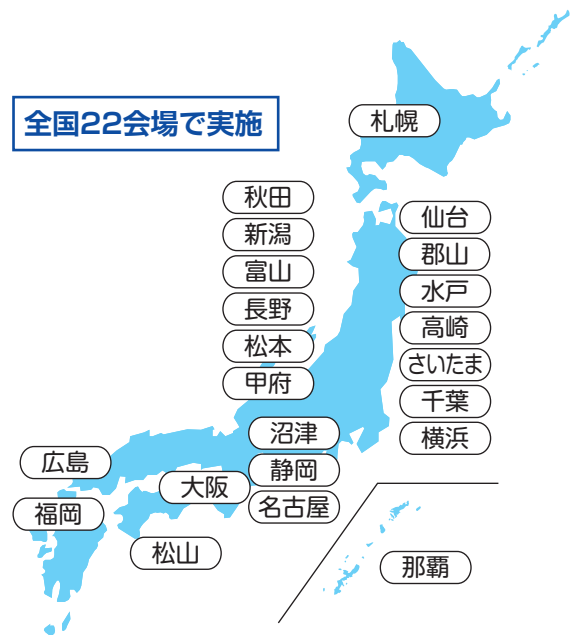 全国22会場で実施
札幌
秋田
新潟
富山
長野
松本
甲府
仙台
郡山
水戸
高崎
さいたま
千葉
横浜
沼津
静岡
名古屋
広島
大阪
福岡
松山
那覇